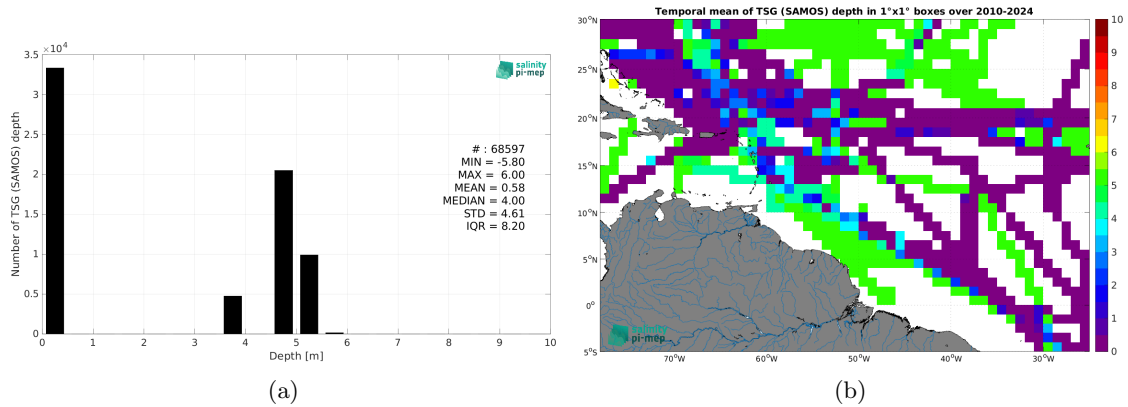 3.5
×10⁴
3
2.5
2
1.5
1
0.5
0
0
1
2
3
4
5
6
7
8
9
10
Number of TSG (SAMOS) depth
Depth [m]
salinity
pi-mep
# : 68597
MIN = -5.80
MAX = 6.00
MEAN = 0.58
MEDIAN = 4.00
STD = 4.61
IQR = 8.20
(a)
Temporal mean of TSG (SAMOS) depth in 1°x1° boxes over 2010-2024
30°N
25°N
20°N
15°N
10°N
5°N
0°
5°S
70°W
60°W
50°W
40°W
30°W
salinity
pi-mep
10
9
8
7
6
5
4
3
2
1
0
(b)